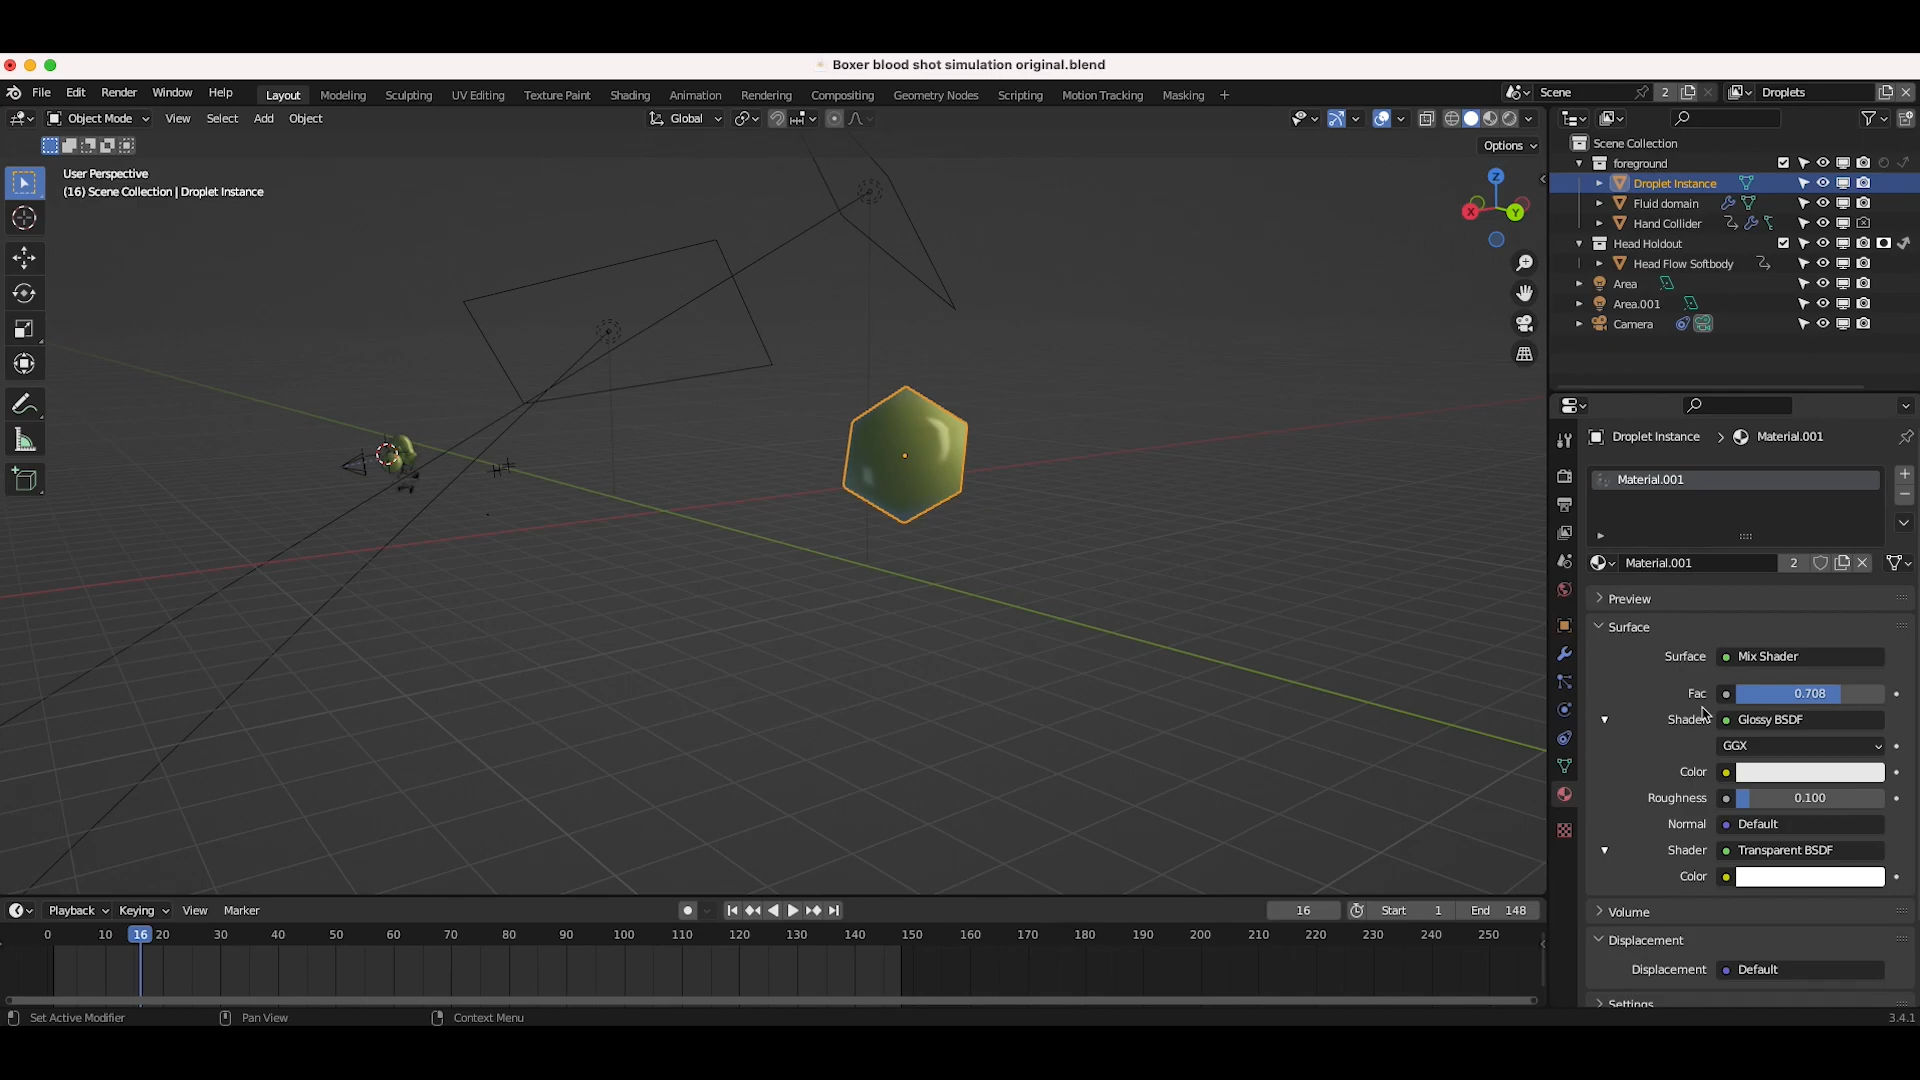 Boxer blood shot simulation original.blend
File Edit Render Window Help Layout Modeling Sculpting UV Editing Texture Paint Shading Animation Rendering Compositing Geometry Nodes Scripting Motion Tracking Masking + Scene 2 Droplets
Object Mode View Select Add Object Global
Options
User Perspective
(16) Scene Collection | Droplet Instance
Z
X Y
Scene Collection
foreground
Droplet Instance
Fluid domain
Hand Collider
Head Holdout
Head Flow Softbody
Area
Area.001
Camera
Droplet Instance Material.001
Material.001
Material.001 2
Preview
Surface
Surface Mix Shader
Fac 0.708
Shader Glossy BSDF
GGX
Color
Roughness 0.100
Normal Default
Shader Transparent BSDF
Color
Volume
Displacement
Displacement Default
Settings
Playback Keying View Marker 16 Start 1 End 148
0 10 16 20 30 40 50 60 70 80 90 100 110 120 130 140 150 160 170 180 190 200 210 220 230 240 250
Set Active Modifier Pan View Context Menu 3.4.1